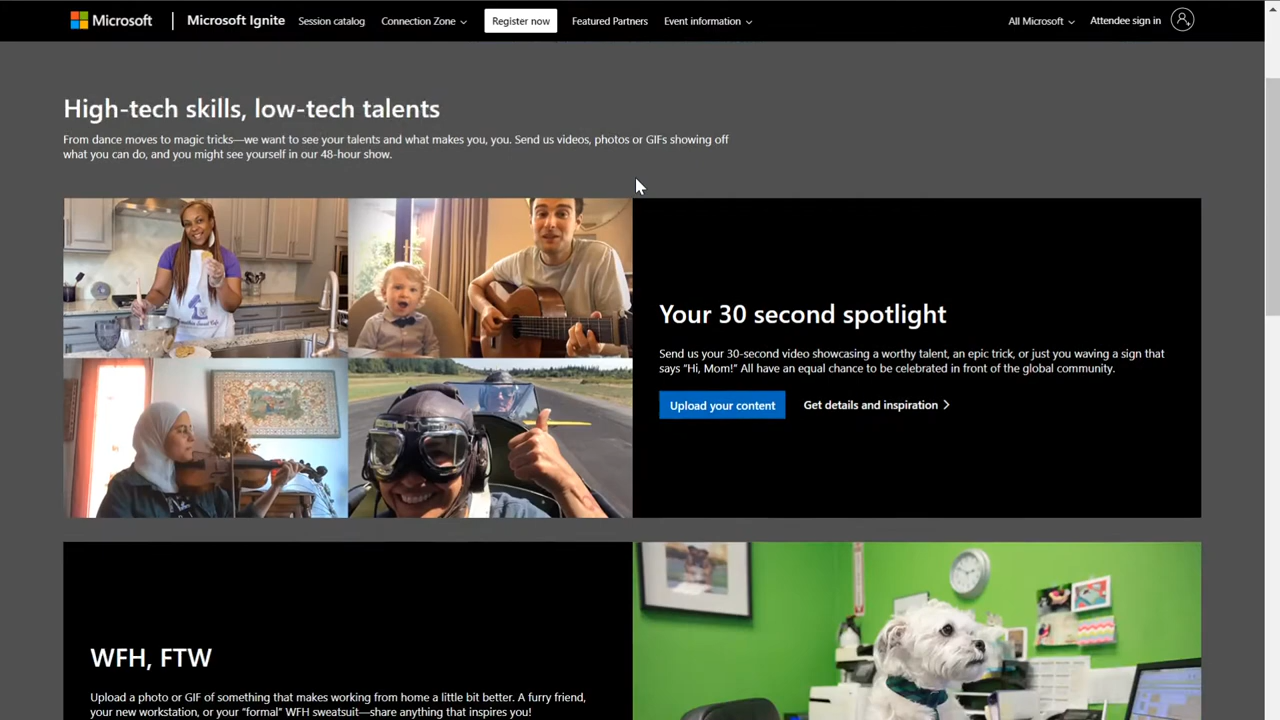 Microsoft
Microsoft Ignite
Session catalog
Connection Zone
Register now
Featured Partners
Event information
All Microsoft
Attendee sign in
High-tech skills, low-tech talents
From dance moves to magic tricks—we want to see your talents and what makes you, you. Send us videos, photos or GIFs showing off
what you can do, and you might see yourself in our 48-hour show.
Your 30 second spotlight
Send us your 30-second video showcasing a worthy talent, an epic trick, or just you waving a sign that
says "Hi, Mom!" All have an equal chance to be celebrated in front of the global community.
Upload your content
Get details and inspiration
WFH, FTW
Upload a photo or GIF of something that makes working from home a little bit better. A furry friend,
your new workstation, or your "formal" WFH sweatsuit—share anything that inspires you!